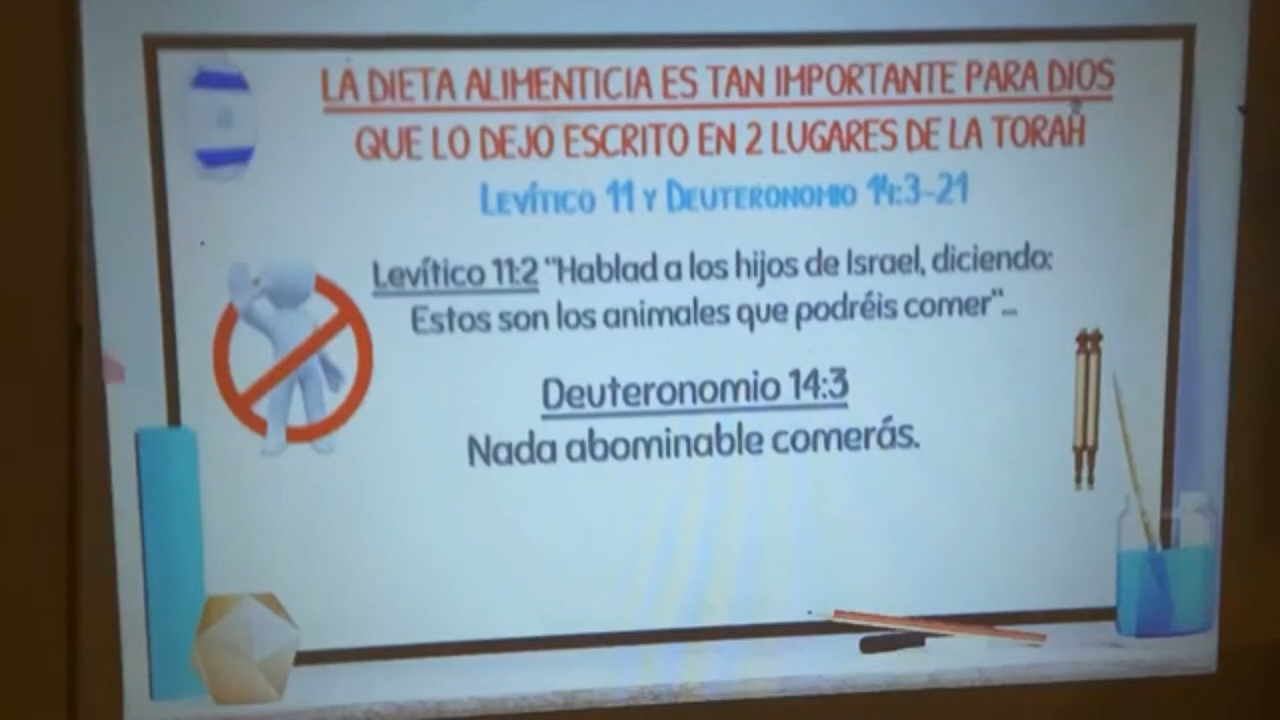 LA DIETA ALIMENTICIA ES TAN IMPORTANTE PARA DIOS
QUE LO DEJO ESCRITO EN 2 LUGARES DE LA TORAH
LEVÍTICO 11 Y DEUTERONOMIO 14:3-21
Levítico 11:2 "Hablad a los hijos de Israel, diciendo:
Estos son los animales que podréis comer"...
Deuteronomio 14:3
Nada abominable comerás.